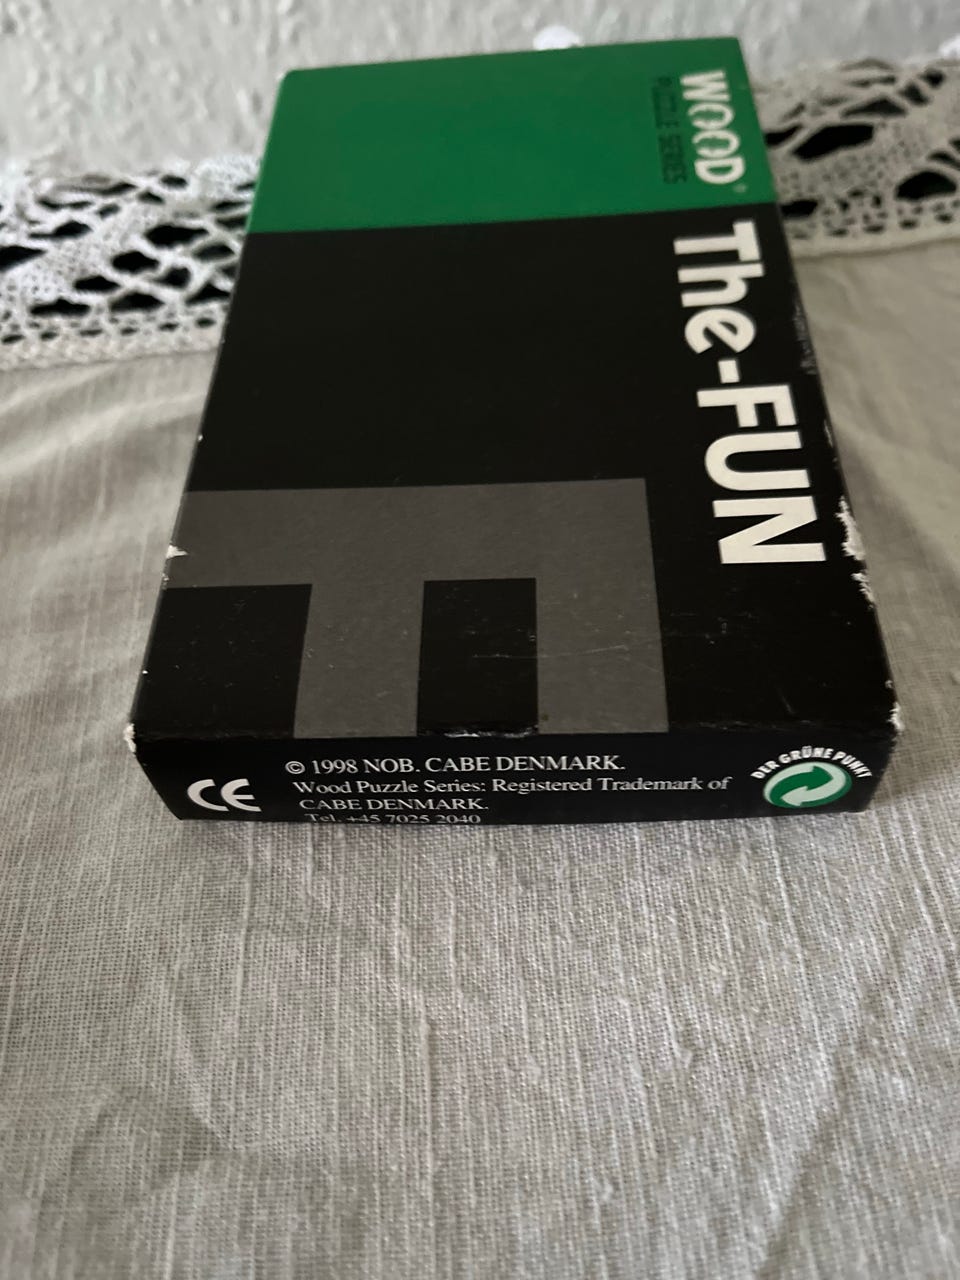 WOOD®
PUZZLE SERIES
The-FUN
CE
© 1998 NOB. CABE DENMARK.
Wood Puzzle Series: Registered Trademark of
CABE DENMARK.
Tel. +45 7025 2040
DER GRÜNE PUNKT